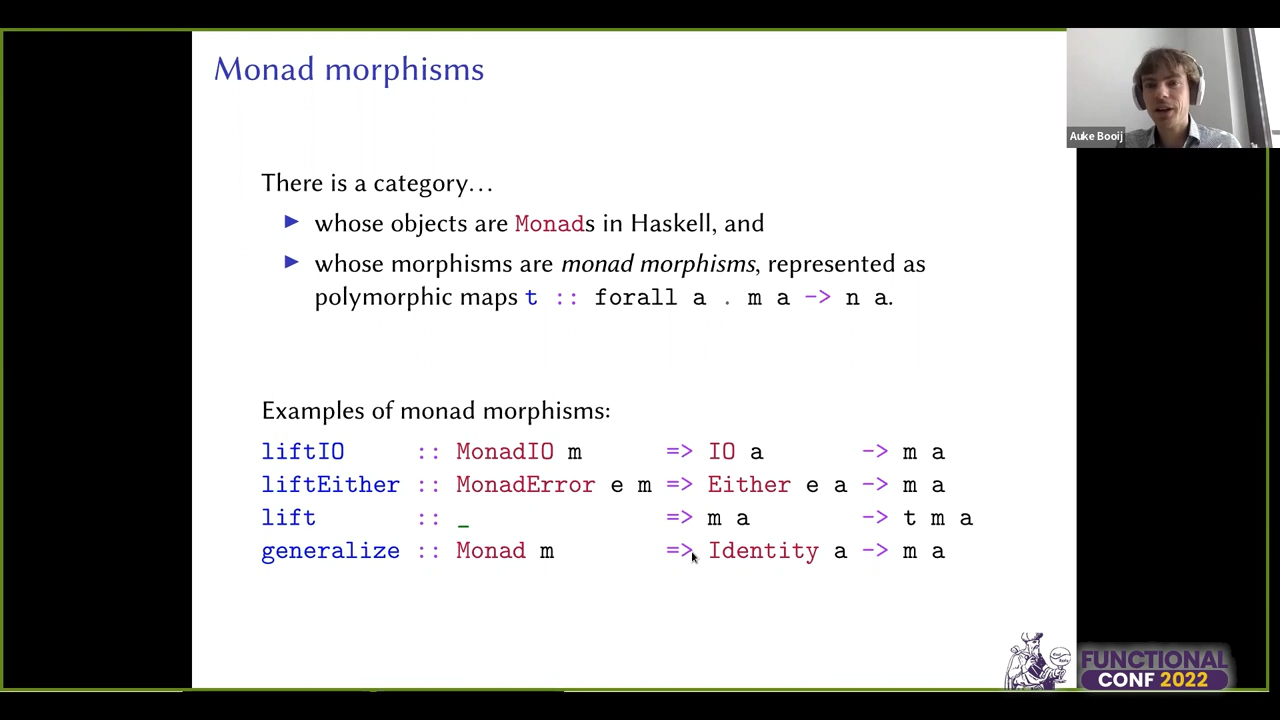 Monad morphisms
Auke Booij
There is a category…
▶ whose objects are Monads in Haskell, and
▶ whose morphisms are monad morphisms, represented as
polymorphic maps t :: forall a . m a -> n a.
Examples of monad morphisms:
liftIO :: MonadIO m => IO a -> m a
liftEither :: MonadError e m => Either e a -> m a
lift :: _ => m a -> t m a
generalize :: Monad m => Identity a -> m a
FUNCTIONAL
CONF 2022